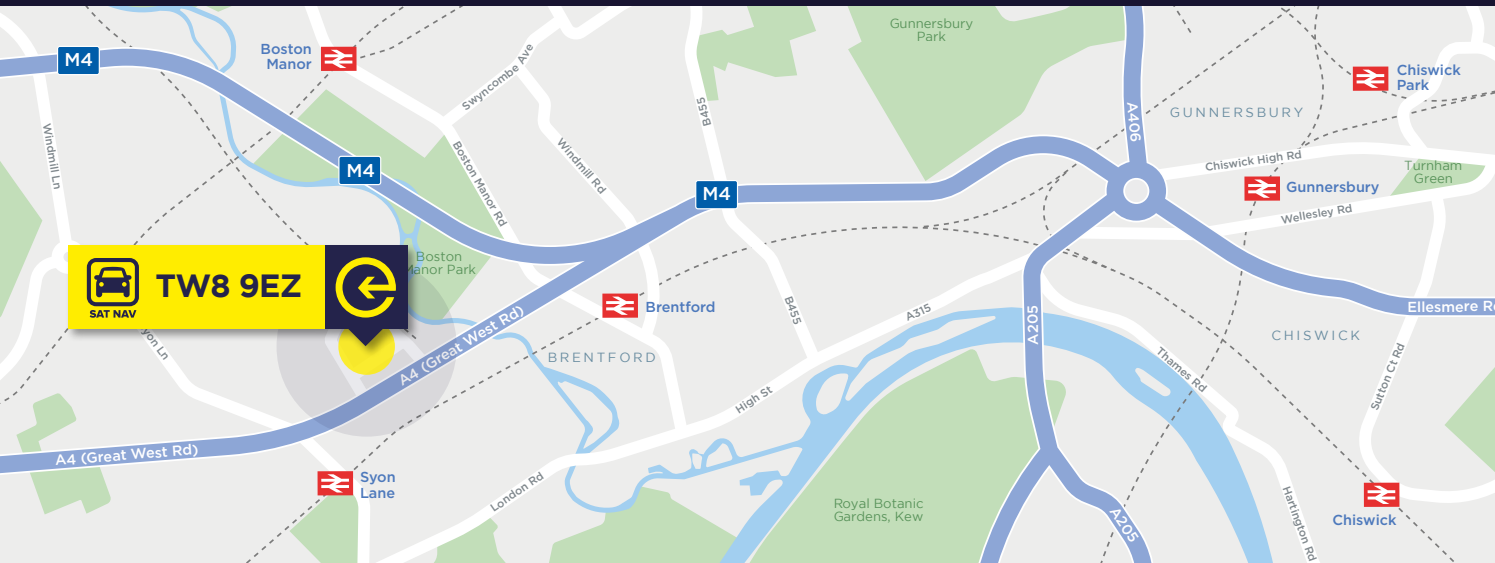 Gunnersbury
Park
Boston
Manor
M4
Swyncombe Ave
Chiswick
Park
B455
A406
GUNNERSBURY
Windmill Ln
Boston Manor Rd
Windmill Rd
M4
Chiswick High Rd
Turnham
Green
M4
Gunnersbury
Wellesley Rd
Boston
Manor Park
TW8 9EZ
SAT NAV
Brentford
B455
A315
A205
Ellesmere R
CHISWICK
yon Ln
A4 (Great West Rd)
BRENTFORD
Thames Rd
Sutton Ct Rd
High St
A4 (Great West Rd)
Syon
Lane
London Rd
Royal Botanic
Gardens, Kew
A205
Hartington Rd
Chiswick